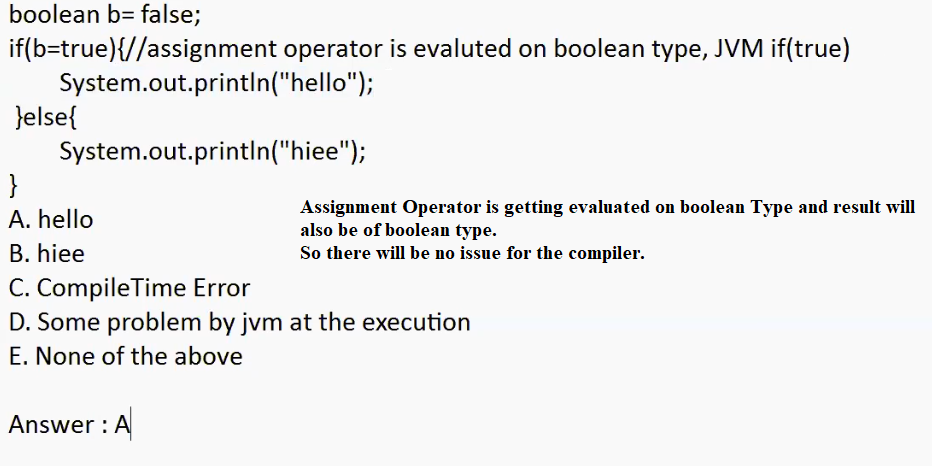 boolean b= false;
if(b=true){//assignment operator is evaluted on boolean type, JVM if(true)
System.out.println("hello");
}else{
System.out.println("hiee");
}
A. hello
B. hiee
C. CompileTime Error
D. Some problem by jvm at the execution
E. None of the above
Assignment Operator is getting evaluated on boolean Type and result will
also be of boolean type.
So there will be no issue for the compiler.
Answer : A